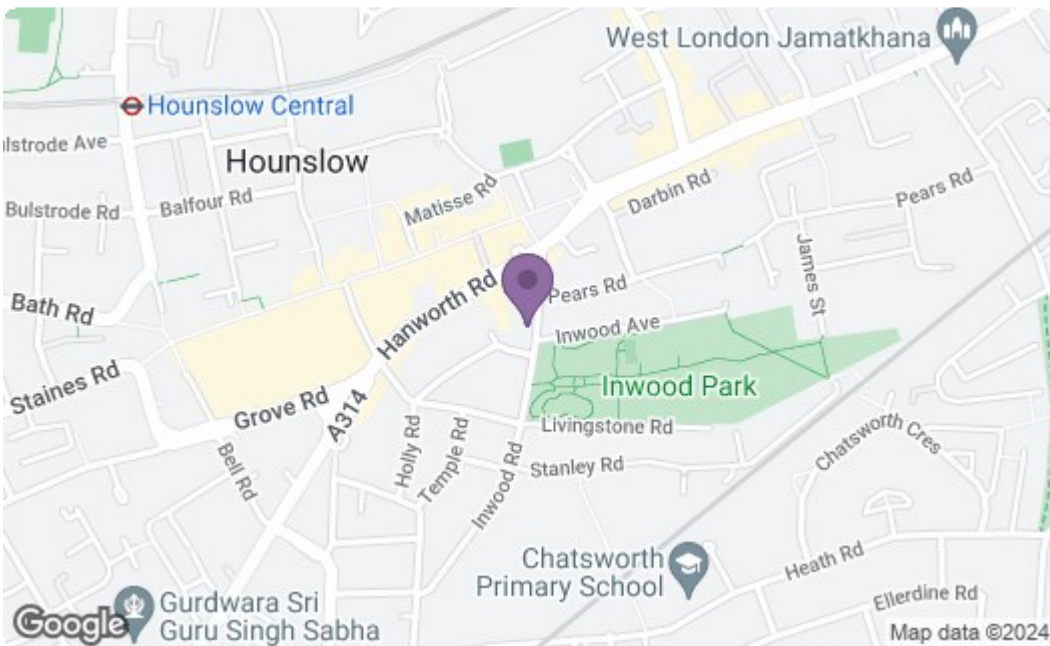 West London Jamatkhana
Hounslow Central
lstrode Ave
Hounslow
Matisse Rd
Darbin Rd
Pears Rd
Bulstrode Rd
Balfour Rd
James St
Bath Rd
Hanworth Rd
Pears Rd
Inwood Ave
Staines Rd
Inwood Park
Grove Rd
A314
Livingstone Rd
Chatsworth Cres
Holly Rd
Temple Rd
Bell Rd
Stanley Rd
Inwood Rd
Chatsworth
Primary School
Heath Rd
Ellerdine Rd
Gurdwara Sri
Guru Singh Sabha
Google
Map data ©2024